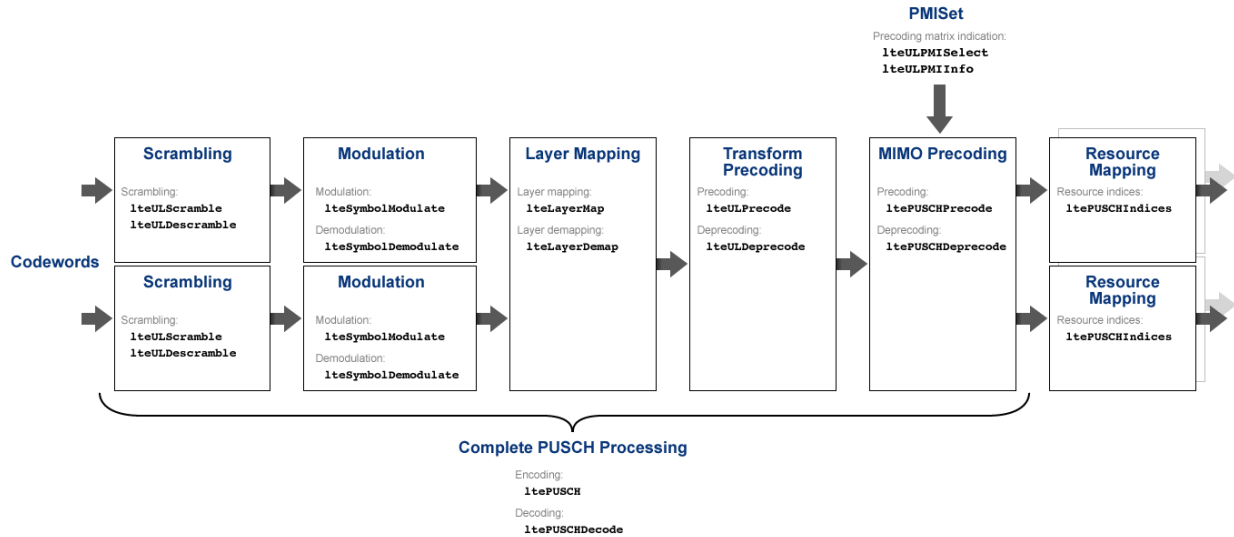 PMISet
Precoding matrix indication:
lteULPMISelect
lteULPMIInfo
Codewords
Scrambling
Scrambling:
lteULScramble
lteULDescramble
Scrambling
Scrambling:
lteULScramble
lteULDescramble
Modulation
Modulation:
lteSymbolModulate
Demodulation:
lteSymbolDemodulate
Modulation
Modulation:
lteSymbolModulate
Demodulation:
lteSymbolDemodulate
Layer Mapping
Layer mapping:
lteLayerMap
Layer demapping:
lteLayerDemap
Transform
Precoding
Precoding:
lteULPrecode
Deprecoding:
lteULDeprecode
MIMO Precoding
Precoding:
ltePUSCHPrecode
Deprecoding:
ltePUSCHDeprecode
Resource
Mapping
Resource indices:
ltePUSCHIndices
Resource
Mapping
Resource indices:
ltePUSCHIndices
Complete PUSCH Processing
Encoding:
ltePUSCH
Decoding:
ltePUSCHDecode